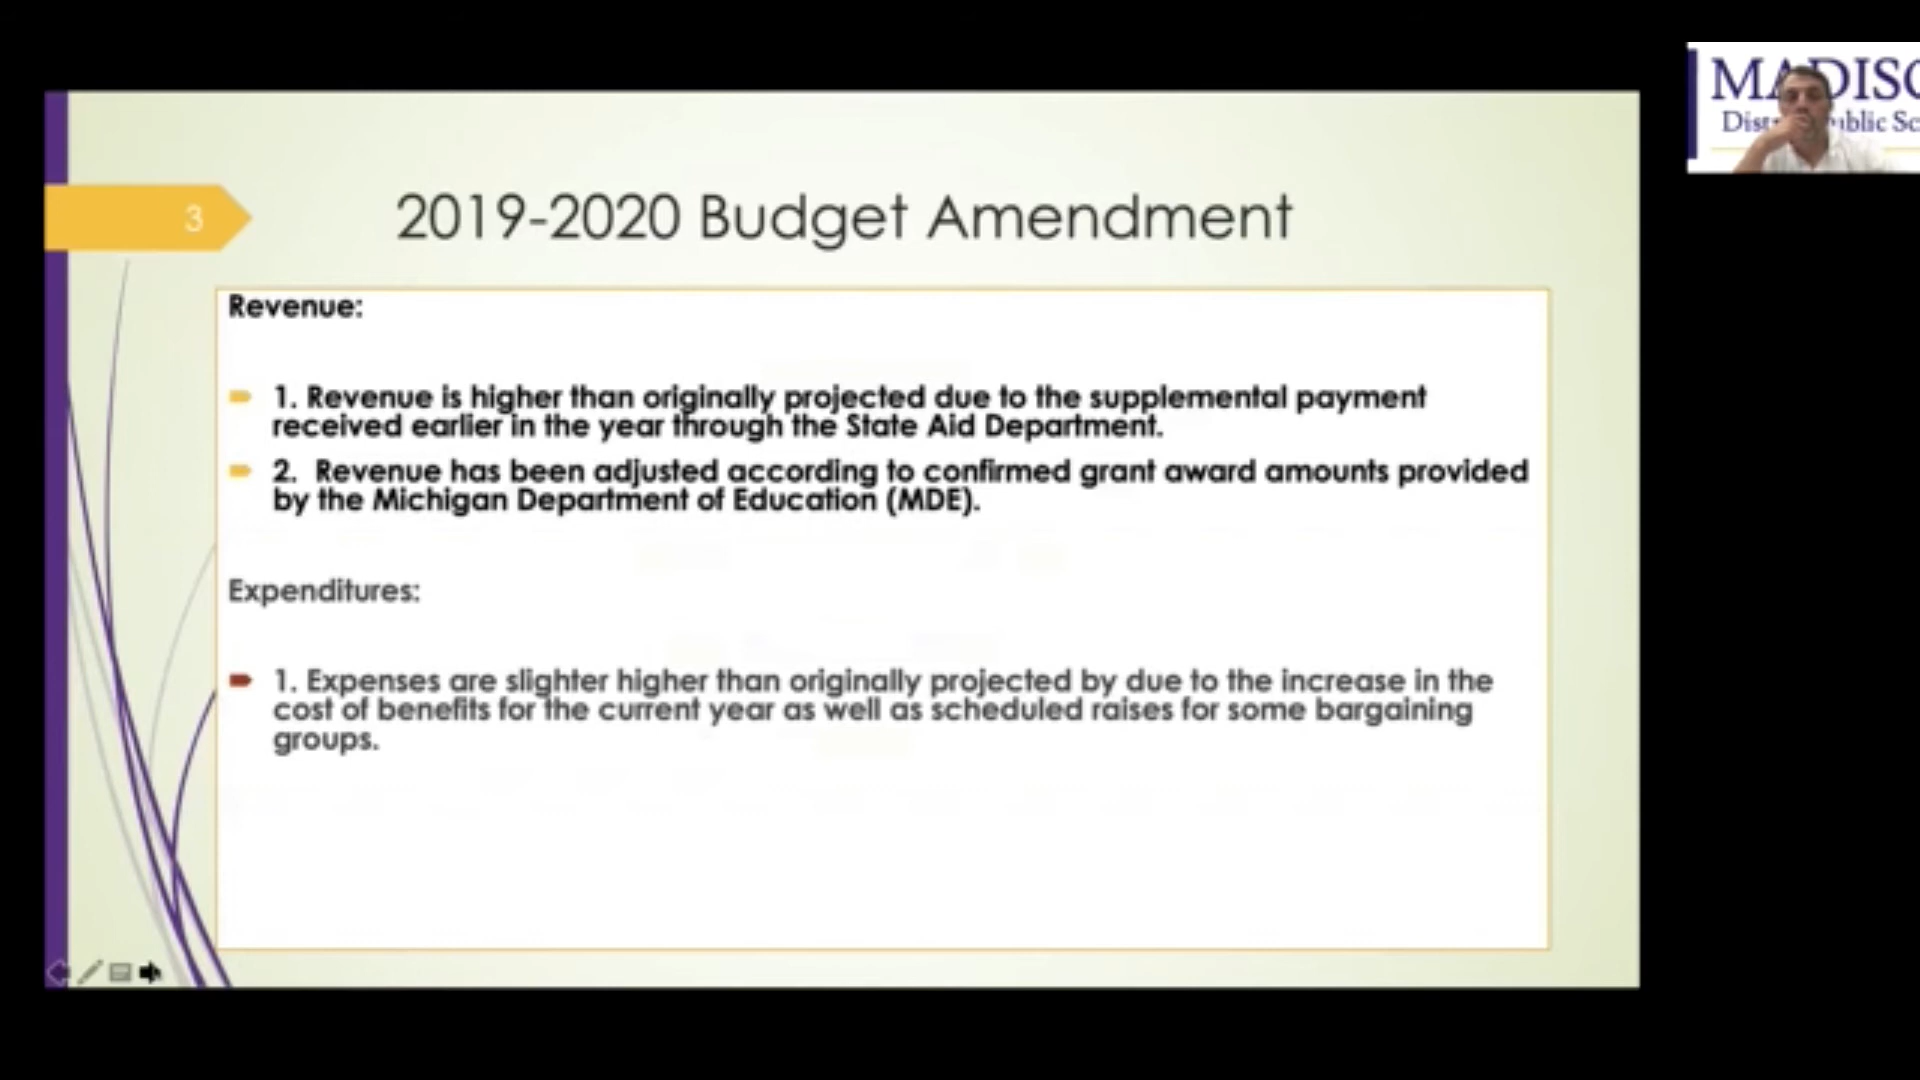 MADISO
Dist ublic Sc
3
2019-2020 Budget Amendment
Revenue:
1. Revenue is higher than originally projected due to the supplemental payment
received earlier in the year through the State Aid Department.
2. Revenue has been adjusted according to confirmed grant award amounts provided
by the Michigan Department of Education (MDE).
Expenditures:
1. Expenses are slighter higher than originally projected by due to the increase in the
cost of benefits for the current year as well as scheduled raises for some bargaining
groups.